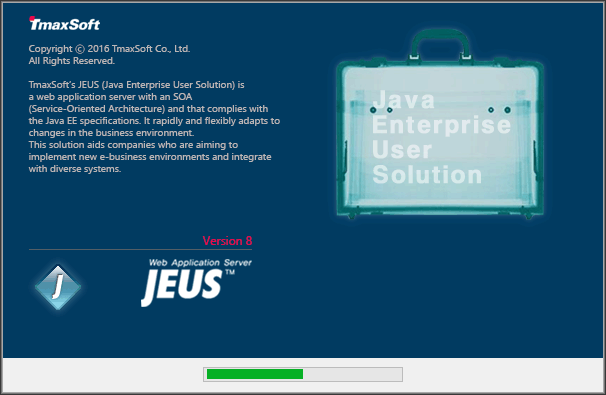 TmaxSoft
Copyright © 2016 TmaxSoft Co., Ltd.
All Rights Reserved.
TmaxSoft's JEUS (Java Enterprise User Solution) is
a web application server with an SOA
(Service-Oriented Architecture) and that complies with
the Java EE specifications. It rapidly and flexibly adapts to
changes in the business environment.
This solution aids companies who are aiming to
implement new e-business environments and integrate
with diverse systems.
Java
Enterprise
User
Solution
Version 8
J
Web Application Server
JEUS™